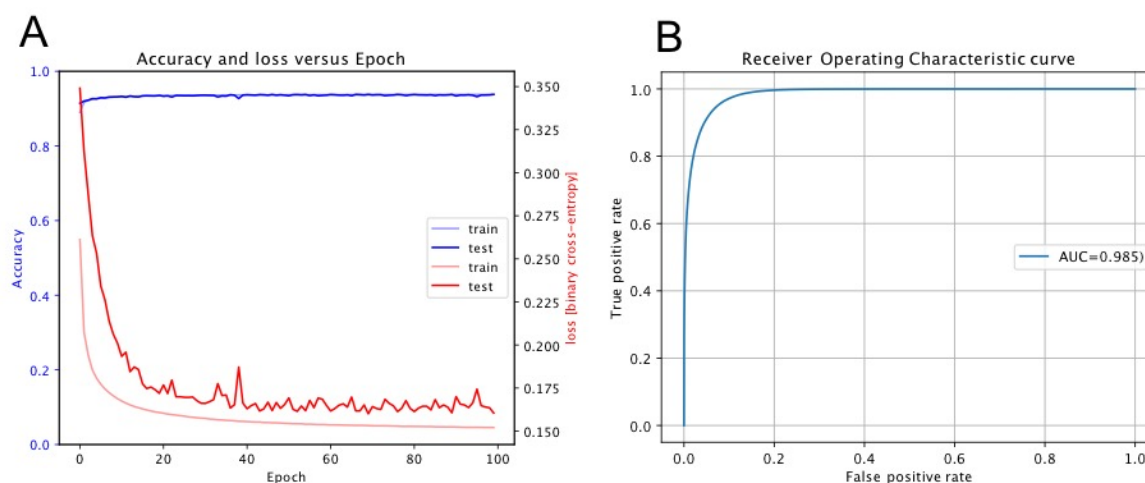 A
Accuracy and loss versus Epoch
1.0
0.8
0.6
0.4
0.2
0.0
Accuracy
0 20 40 60 80 100
Epoch
0.350
0.325
0.300
0.275
0.250
0.225
0.200
0.175
0.150
loss [binary cross-entropy]
train
test
train
test
B
Receiver Operating Characteristic curve
1.0
0.8
0.6
0.4
0.2
0.0
True positive rate
0.0 0.2 0.4 0.6 0.8 1.0
False positive rate
AUC=0.985)